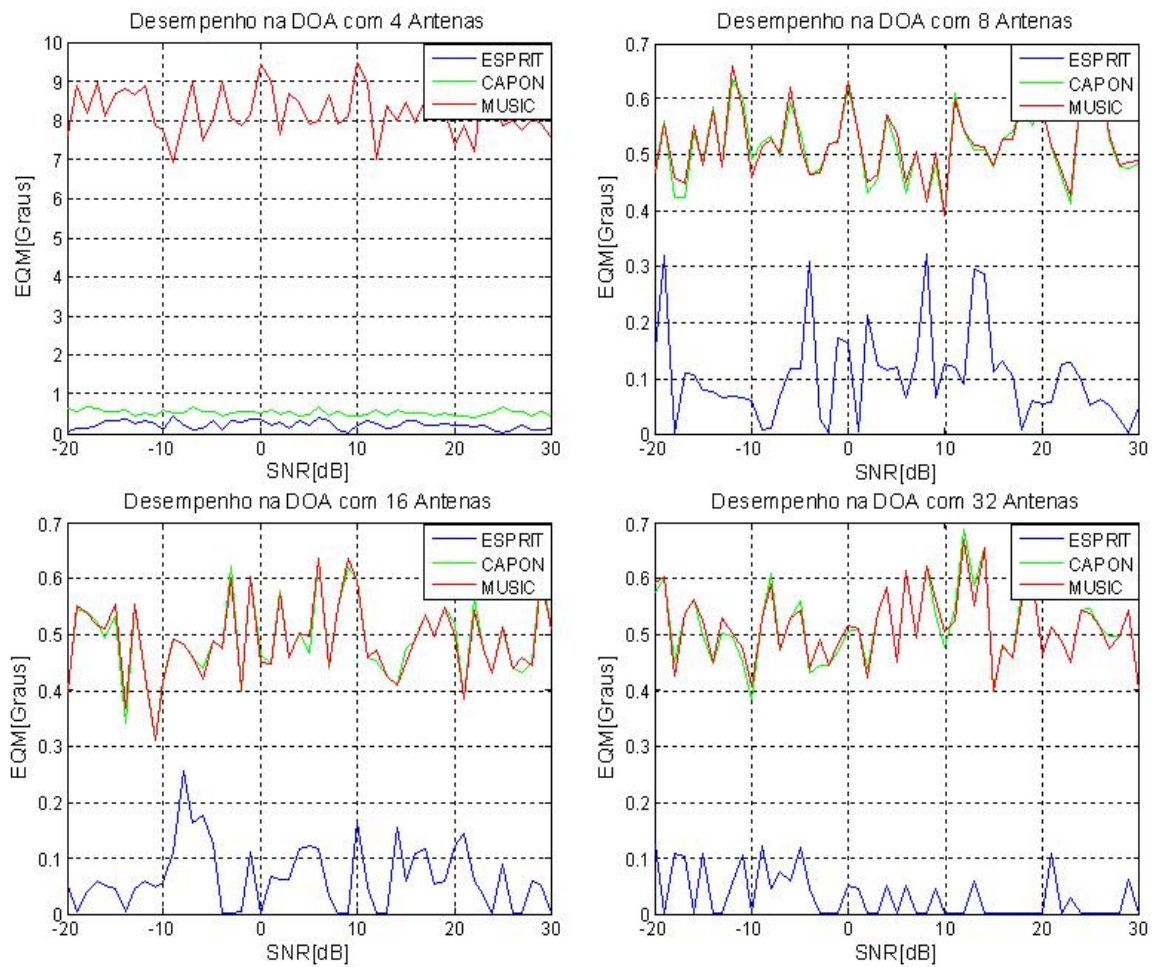 Desempenho na DOA com 4 Antenas
10
9
8
7
6
5
4
3
2
1
0
EQM[Graus]
-20
-10
0
10
20
30
SNR[dB]
ESPRIT
CAPON
MUSIC
Desempenho na DOA com 8 Antenas
0.7
0.6
0.5
0.4
0.3
0.2
0.1
0
EQM[Graus]
-20
-10
0
10
20
30
SNR[dB]
ESPRIT
CAPON
MUSIC
Desempenho na DOA com 16 Antenas
0.7
0.6
0.5
0.4
0.3
0.2
0.1
0
EQM[Graus]
-20
-10
0
10
20
30
SNR[dB]
ESPRIT
CAPON
MUSIC
Desempenho na DOA com 32 Antenas
0.7
0.6
0.5
0.4
0.3
0.2
0.1
0
EQM[Graus]
-20
-10
0
10
20
30
SNR[dB]
ESPRIT
CAPON
MUSIC